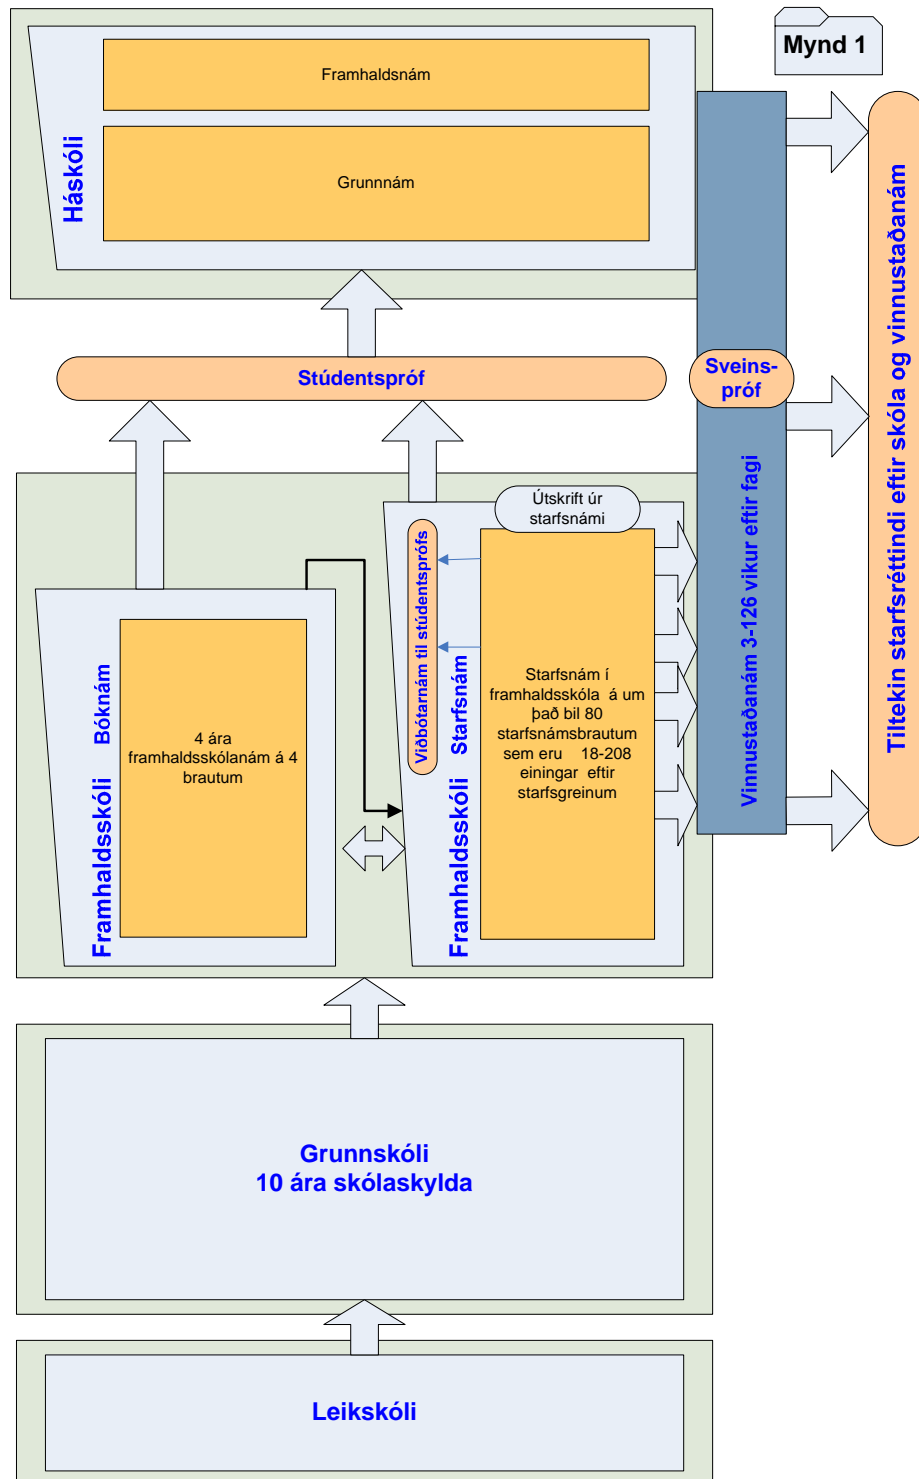 Mynd 1
Framhaldsnám
Grunnnám
Háskóli
Stúdentspróf
Sveins-
próf
Tiltekin starfsréttindi eftir skóla og vinnustaðanám
Vinnustaðanám 3-126 vikur eftir fagi
Útskrift úr
starfsnámi
Viðbótarnám til stúdentsprófs
Framhaldsskóli   Bóknám
4 ára
framhaldsskólanám á 4
brautum
Framhaldsskóli   Starfsnám
Starfsnám í
framhaldsskóla  á um
það bil 80
starfsnámsbrautum
sem eru    18-208
einingar  eftir
starfsgreinum
Grunnskóli
10 ára skólaskylda
Leikskóli